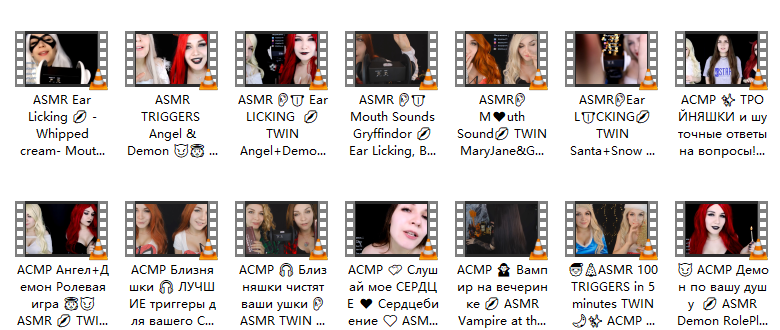 ASMR Ear
Licking 💋 -
Whipped
cream- Mout...
ASMR
TRIGGERS
Angel &
Demon 😈😇 ...
ASMR 👂👅 Ear
LICKING 💋
TWIN
Angel+Demo...
ASMR 👂👅
Mouth Sounds
Gryffindor 💋
Ear Licking, B...
ASMR👂
M❤uth
Sound💋 TWIN
MaryJane&G...
ASMR👂Ear
L👅CKING💋
TWIN
Santa+Snow ...
АСМР ✨ ТРО
ЙНЯШКИ и шу
точные ответы
на вопросы!...
АСМР Ангел+Д
емон Ролевая
игра 😇😈
💋 ASMR TWI...
АСМР Близня
шки 🎧 ЛУЧШ
ИЕ триггеры д
ля вашего С...
АСМР 🎧 Близ
няшки чистят
ваши ушки 👂
ASMR TWIN ...
АСМР 💕 Слу
шай мое СЕРДЦ
Е ❤ Сердцеби
ение ♡ ASM...
АСМР 🧛 Вамп
ир на вечерин
ке 💋 ASMR
Vampire at th...
🎅🎄ASMR 100
TRIGGERS in 5
minutes TWIN
🌙✨ АСМР ...
😈 АСМР Демо
н по вашу душ
у 💋 ASMR
Demon RolePl...